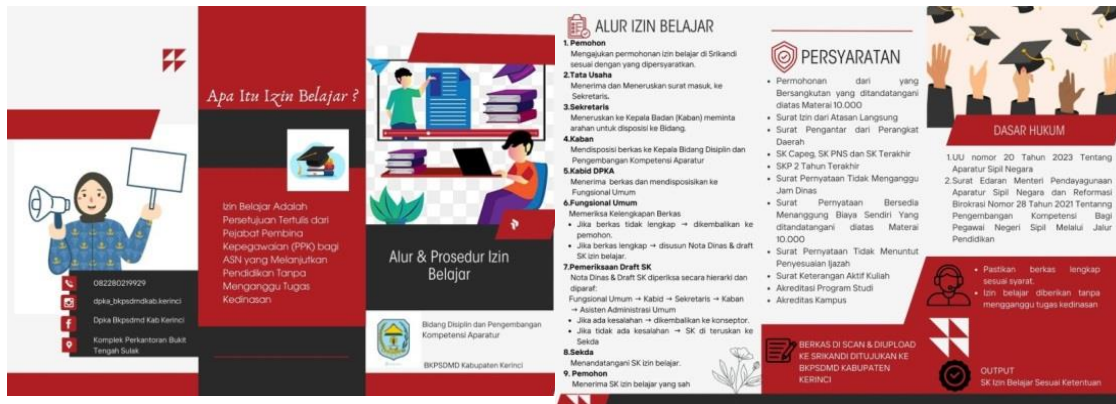 082280219929
dpka_bkpsdmdkab.kerinci
Dpka Bkpsdmd Kab Kerinci
Komplek Perkantoran Bukit
Tengah Sulak
Apa Itu Izin Belajar ?
Izin Belajar Adalah
Persetujuan Tertulis dari
Pejabat Pembina
Kepegawaian (PPK) bagi
ASN yang Melanjutkan
Pendidikan Tanpa
Menganggu Tugas
Kedinasan
Alur & Prosedur Izin
Belajar
Bidang Disiplin dan Pengembangan
Kompetensi Aparatur
BKPSDMD Kabupaten Kerinci
ALUR IZIN BELAJAR
1. Pemohon
Mengajukan permohonan izin belajar di Srikandi
sesuai dengan yang dipersyaratkan.
2.Tata Usaha
Menerima dan Meneruskan surat masuk, ke
Sekretaris.
3.Sekretaris
Meneruskan ke Kepala Badan (Kaban) meminta
arahan untuk disposisi ke Bidang.
4.Kaban
Mendisposisi berkas ke Kepala Bidang Disiplin dan
Pengembangan Kompetensi Aparatur
5.Kabid DPKA
Menerima berkas dan mendisposisikan ke
Fungsional Umum
6.Fungsional Umum
Memeriksa Kelengkapan Berkas
• Jika berkas tidak lengkap → dikembalikan ke
pemohon.
• Jika berkas lengkap → disusun Nota Dinas & draft
SK izin belajar.
7.Pemeriksaan Draft SK
Nota Dinas & Draft SK diperiksa secara hierarki dan
diparaf:
Fungsional Umum → Kabid → Sekretaris → Kaban
→ Asisten Administrasi Umum
• Jika ada kesalahan → dikembalikan ke konseptor.
• Jika tidak ada kesalahan → SK di teruskan ke
Sekda
8.Sekda
Menandatangani SK izin belajar.
9. Pemohon
Menerima SK izin belajar yang sah
PERSYARATAN
• Permohonan dari yang
Bersangkutan yang ditandatangani
diatas Materai 10.000
• Surat Izin dari Atasan Langsung
• Surat Pengantar dari Perangkat
Daerah
• SK Capeg, SK PNS dan SK Terakhir
• SKP 2 Tahun Terakhir
• Surat Pernyataan Tidak Menganggu
Jam Dinas
• Surat Pernyataan Bersedia
Menanggung Biaya Sendiri Yang
ditandatangani diatas Materai
10.000
• Surat Pernyataan Tidak Menuntut
Penyesuaian Ijazah
• Surat Keterangan Aktif Kuliah
• Akreditasi Program Studi
• Akreditas Kampus
BERKAS DI SCAN & DIUPLOAD
KE SRIKANDI DITUJUKAN KE
BKPSDMD KABUPATEN
KERINCI
DASAR HUKUM
1.UU nomor 20 Tahun 2023 Tentang
Aparatur Sipil Negara
2.Surat Edaran Menteri Pendayagunaan
Aparatur Sipil Negara dan Reformasi
Birokrasi Nomor 28 Tahun 2021 Tentanng
Pengembangan Kompetensi Bagi
Pegawai Negeri Sipil Melalui Jalur
Pendidikan
• Pastikan berkas lengkap
sesuai syarat.
• Izin belajar diberikan tanpa
mengganggu tugas kedinasan
OUTPUT
SK Izin Belajar Sesuai Ketentuan